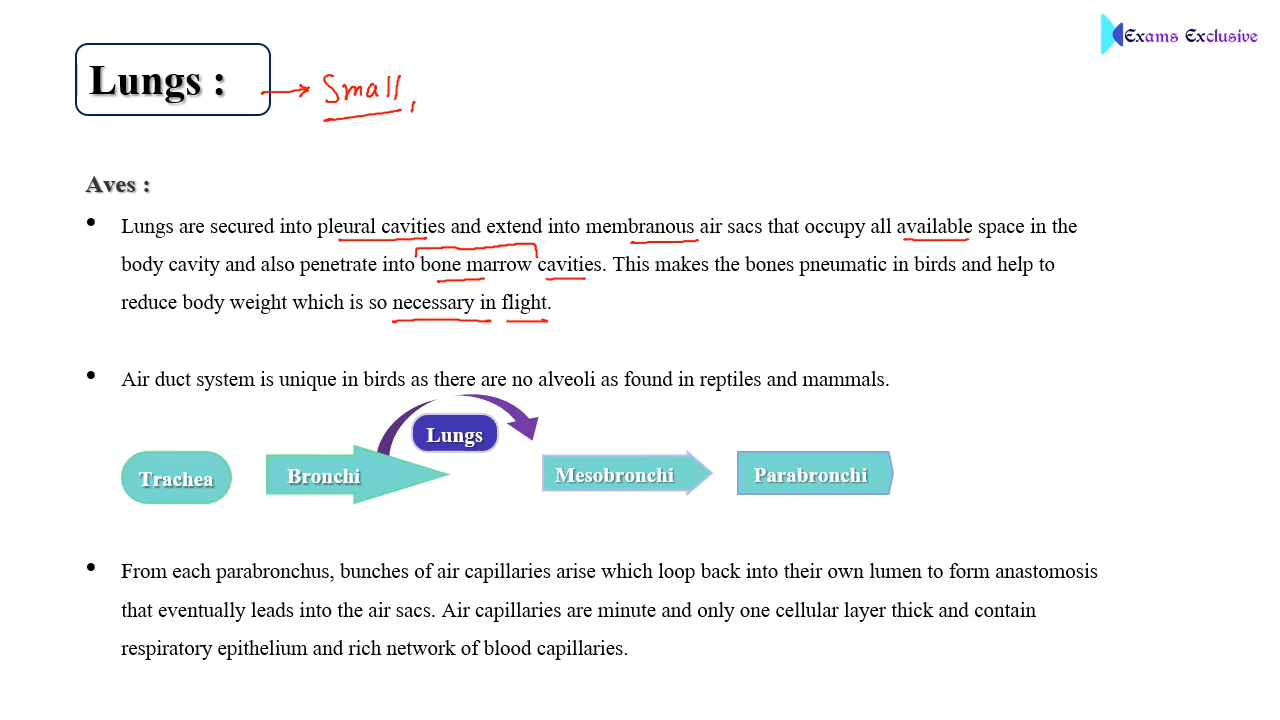 Exams Exclusive
Lungs : Small,
Aves :
• Lungs are secured into pleural cavities and extend into membranous air sacs that occupy all available space in the
body cavity and also penetrate into bone marrow cavities. This makes the bones pneumatic in birds and help to
reduce body weight which is so necessary in flight.
• Air duct system is unique in birds as there are no alveoli as found in reptiles and mammals.
Lungs
Trachea Bronchi Mesobronchi Parabronchi
• From each parabronchus, bunches of air capillaries arise which loop back into their own lumen to form anastomosis
that eventually leads into the air sacs. Air capillaries are minute and only one cellular layer thick and contain
respiratory epithelium and rich network of blood capillaries.